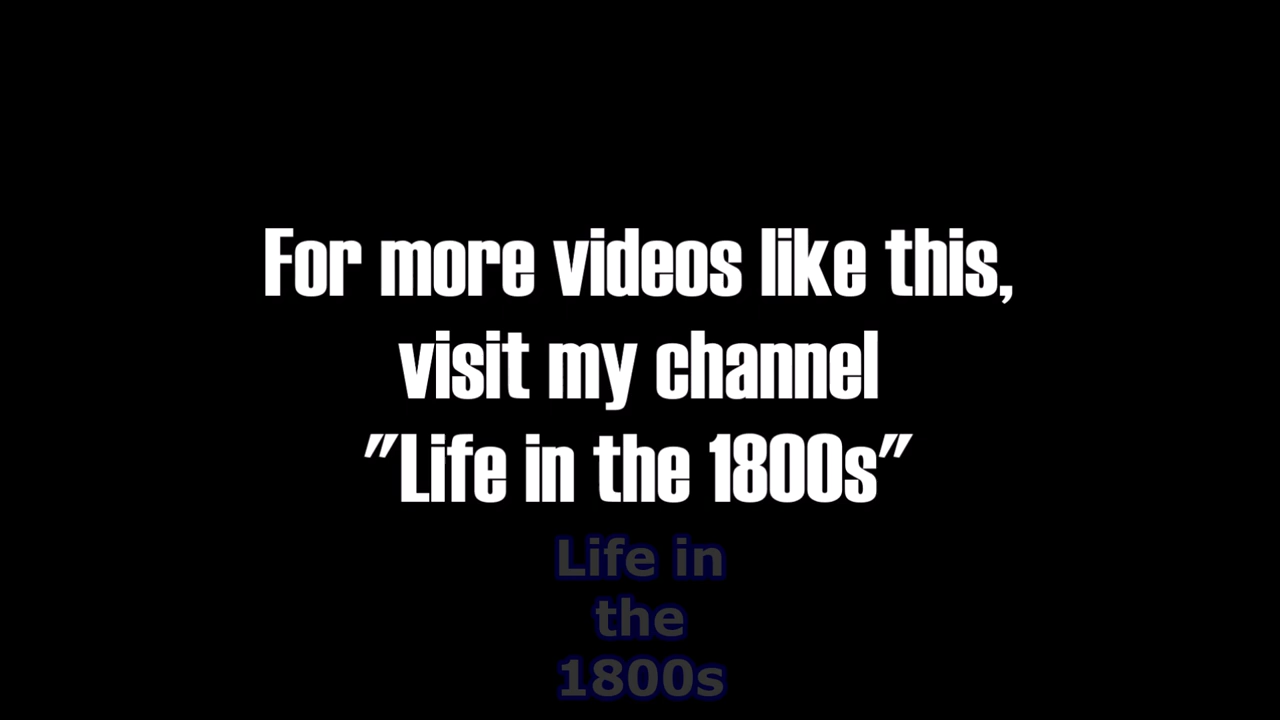 For more videos like this,
visit my channel
"Life in the 1800s"
Life in
the
1800s